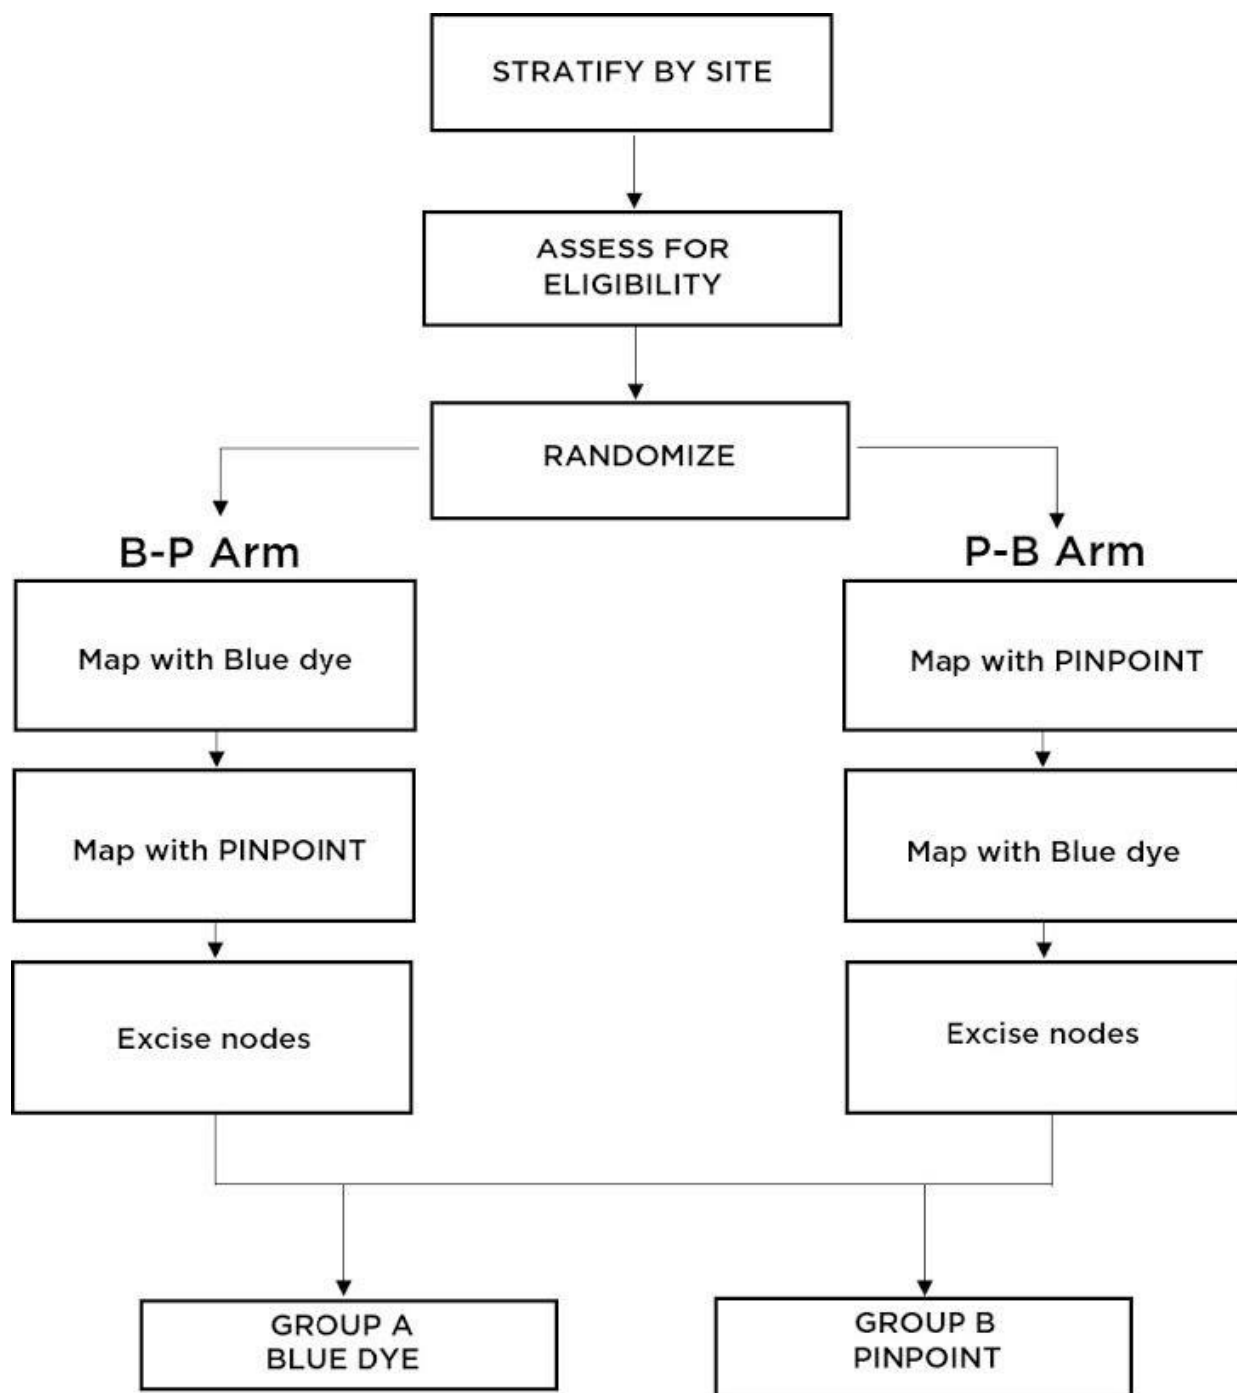 STRATIFY BY SITE
ASSESS FOR
ELIGIBILITY
RANDOMIZE
B-P Arm
Map with Blue dye
Map with PINPOINT
Excise nodes
P-B Arm
Map with PINPOINT
Map with Blue dye
Excise nodes
GROUP A
BLUE DYE
GROUP B
PINPOINT